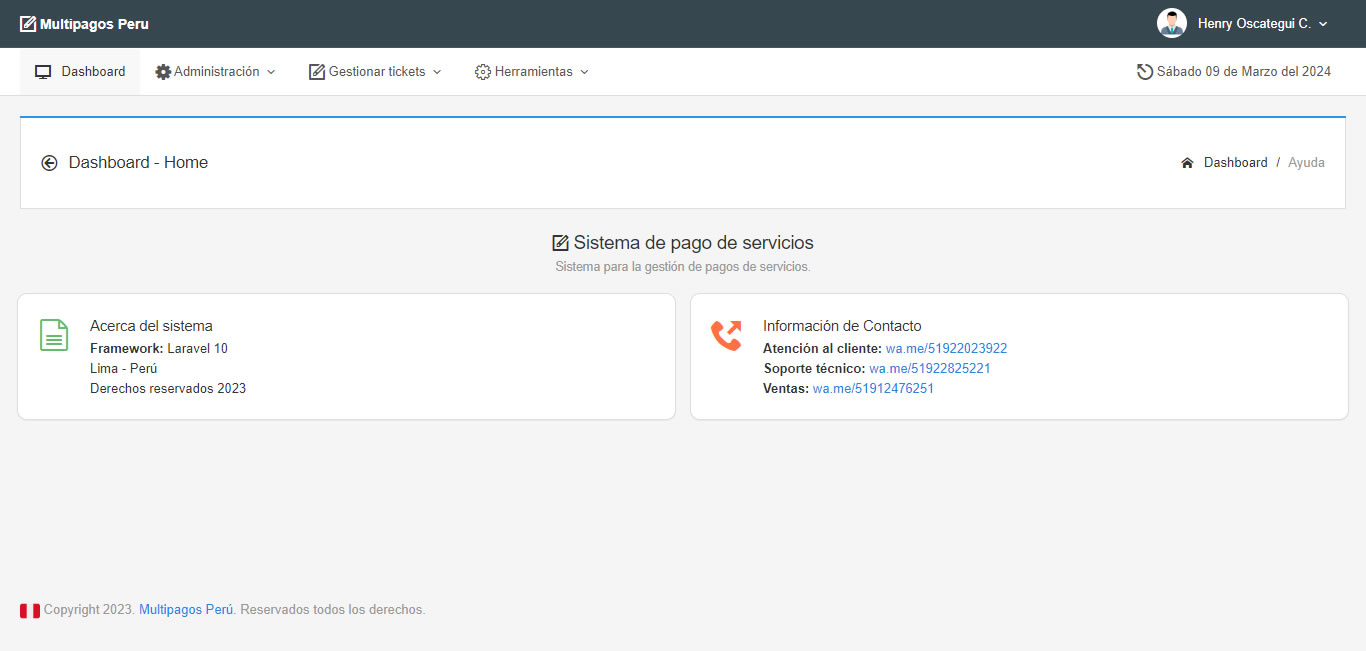 Multipagos Peru
Henry Oscategui C.
Dashboard
Administración
Gestionar tickets
Herramientas
Sábado 09 de Marzo del 2024
Dashboard - Home
Dashboard / Ayuda
Sistema de pago de servicios
Sistema para la gestión de pagos de servicios.
Acerca del sistema
Framework: Laravel 10
Lima - Perú
Derechos reservados 2023
Información de Contacto
Atención al cliente: wa.me/51922023922
Soporte técnico: wa.me/51922825221
Ventas: wa.me/51912476251
Copyright 2023. Multipagos Perú. Reservados todos los derechos.